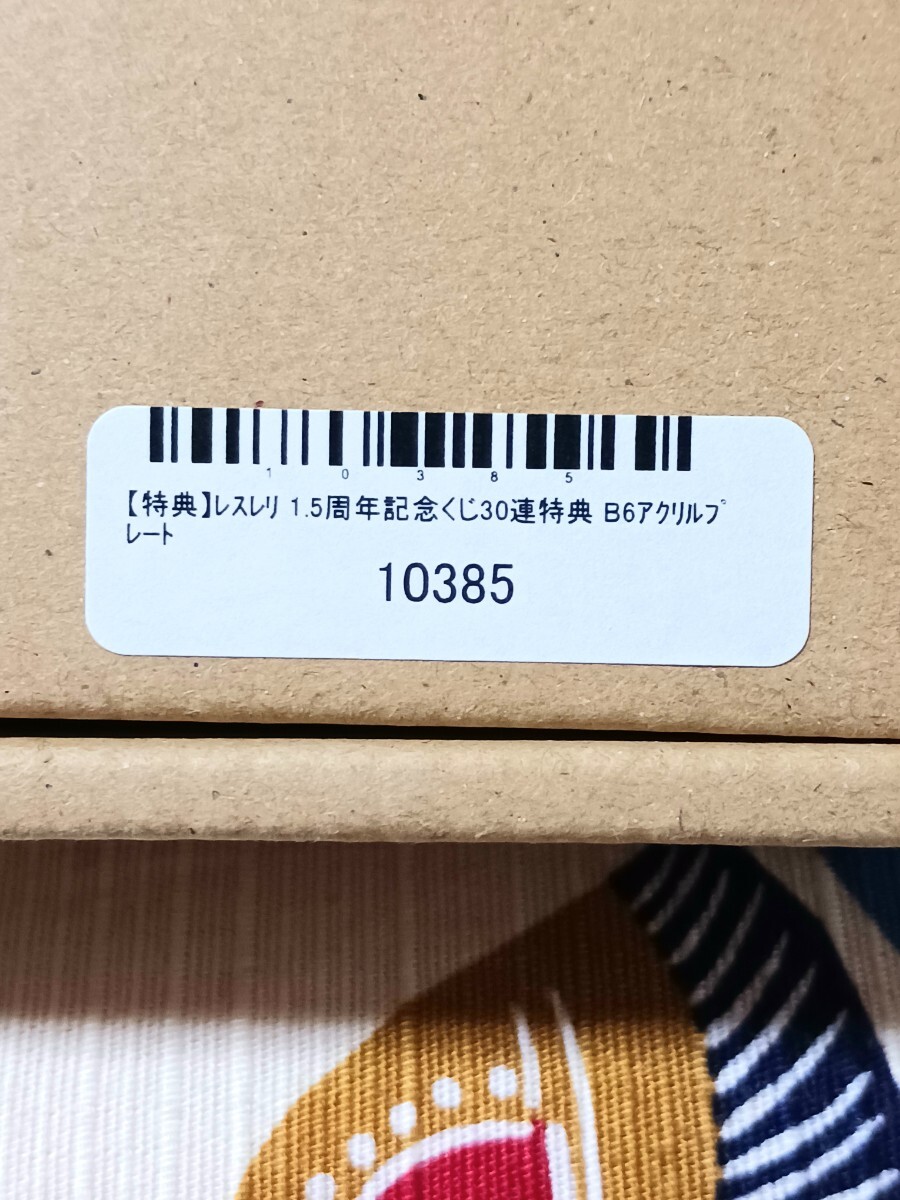 1 0 3 8 5
【特典】レスレリ 1.5周年記念くじ30連特典 B6アクリルプ
レート
10385